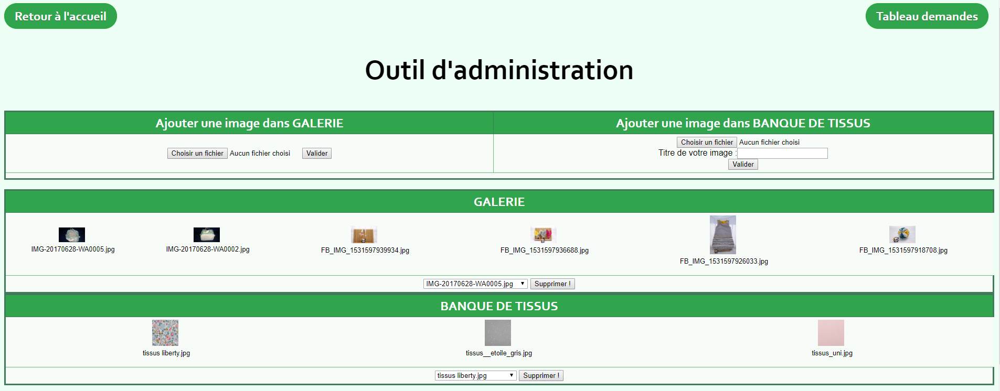 Retour à l'accueil
Tableau demandes
Outil d'administration
Ajouter une image dans GALERIE
Ajouter une image dans BANQUE DE TISSUS
Choisir un fichier Aucun fichier choisi Valider
Choisir un fichier Aucun fichier choisi
Titre de votre image :
Valider
GALERIE
IMG-20170628-WA0005.jpg
IMG-20170628-WA0002.jpg
FB_IMG_1531597939934.jpg
FB_IMG_1531597936688.jpg
FB_IMG_1531597926033.jpg
FB_IMG_1531597918708.jpg
IMG-20170628-WA0005.jpg Supprimer !
BANQUE DE TISSUS
tissus liberty.jpg
tissus__etoile_gris.jpg
tissus_uni.jpg
tissus liberty.jpg Supprimer !